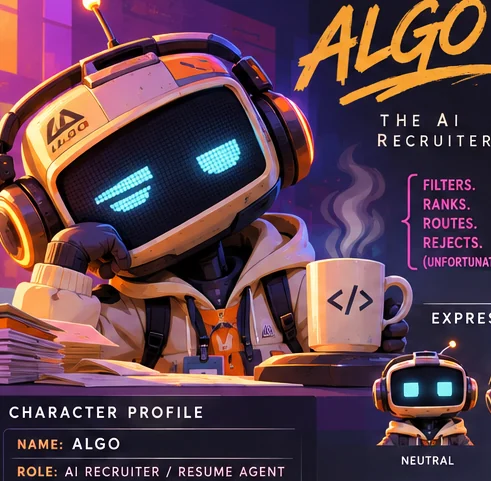 ALGO
THE AI
RECRUITER
FILTERS.
RANKS.
ROUTES.
REJECTS.
(UNFORTUNAT
</>
EXPRES
NEUTRAL
CHARACTER PROFILE
NAME: ALGO
ROLE: AI RECRUITER / RESUME AGENT